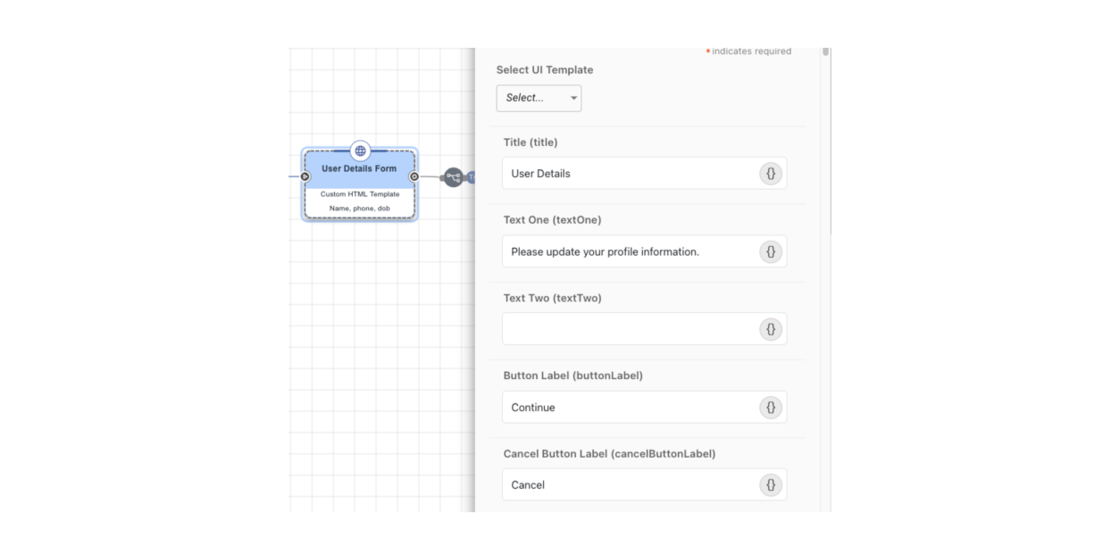 * indicates required
Select UI Template
Select...
Title (title)
User Details
{}
User Details Form
Custom HTML Template
Name, phone, dob
Text One (textOne)
Please update your profile information.
{}
Text Two (textTwo)
{}
Button Label (buttonLabel)
Continue
{}
Cancel Button Label (cancelButtonLabel)
Cancel
{}